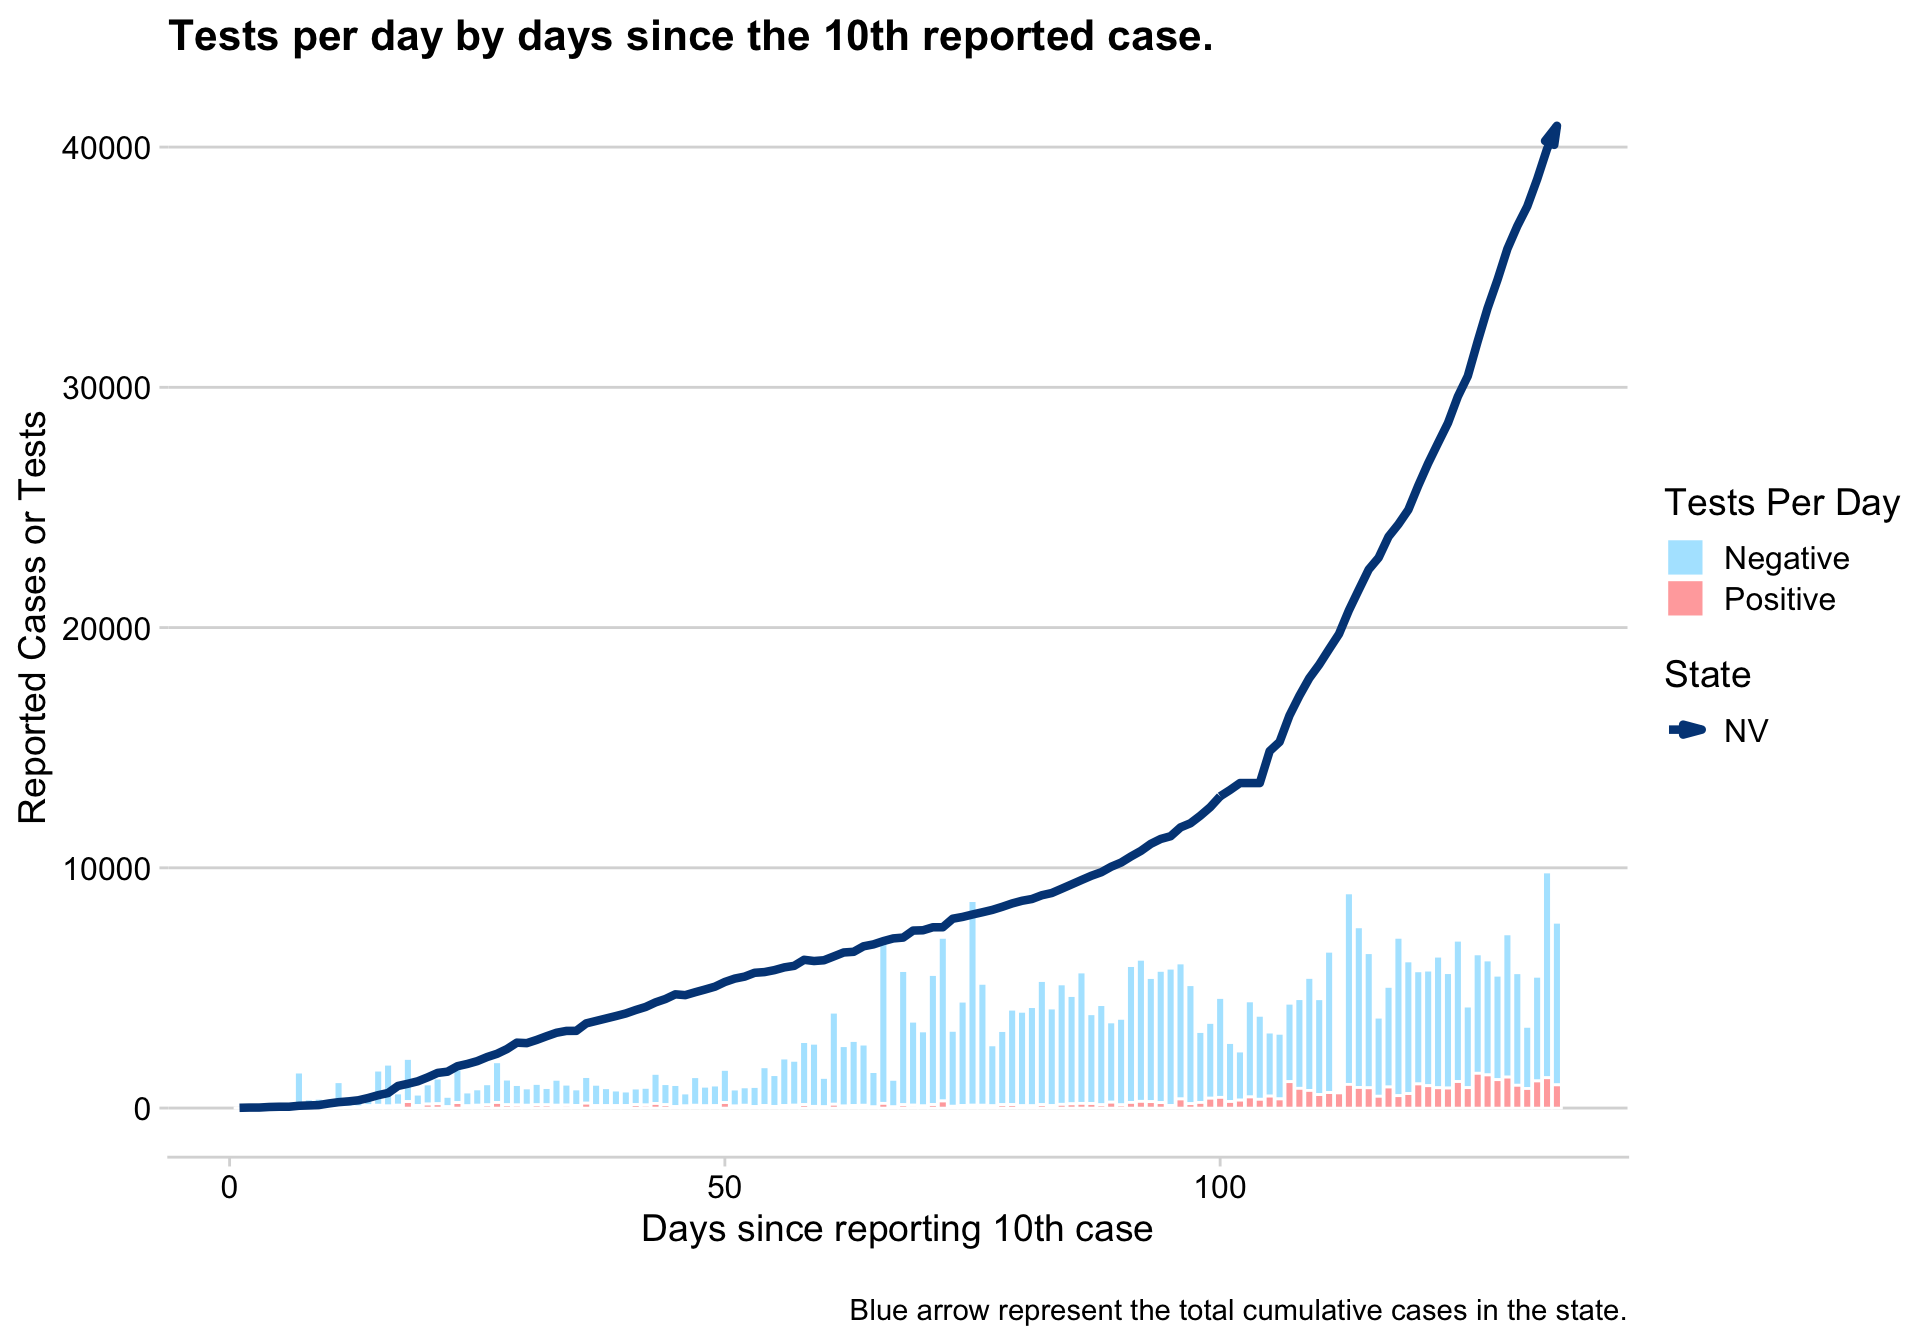 Tests per day by days since the 10th reported case.
40000
30000
20000
10000
0
Reported Cases or Tests
0 50 100
Days since reporting 10th case
Tests Per Day
Negative
Positive
State
NV
Blue arrow represent the total cumulative cases in the state.